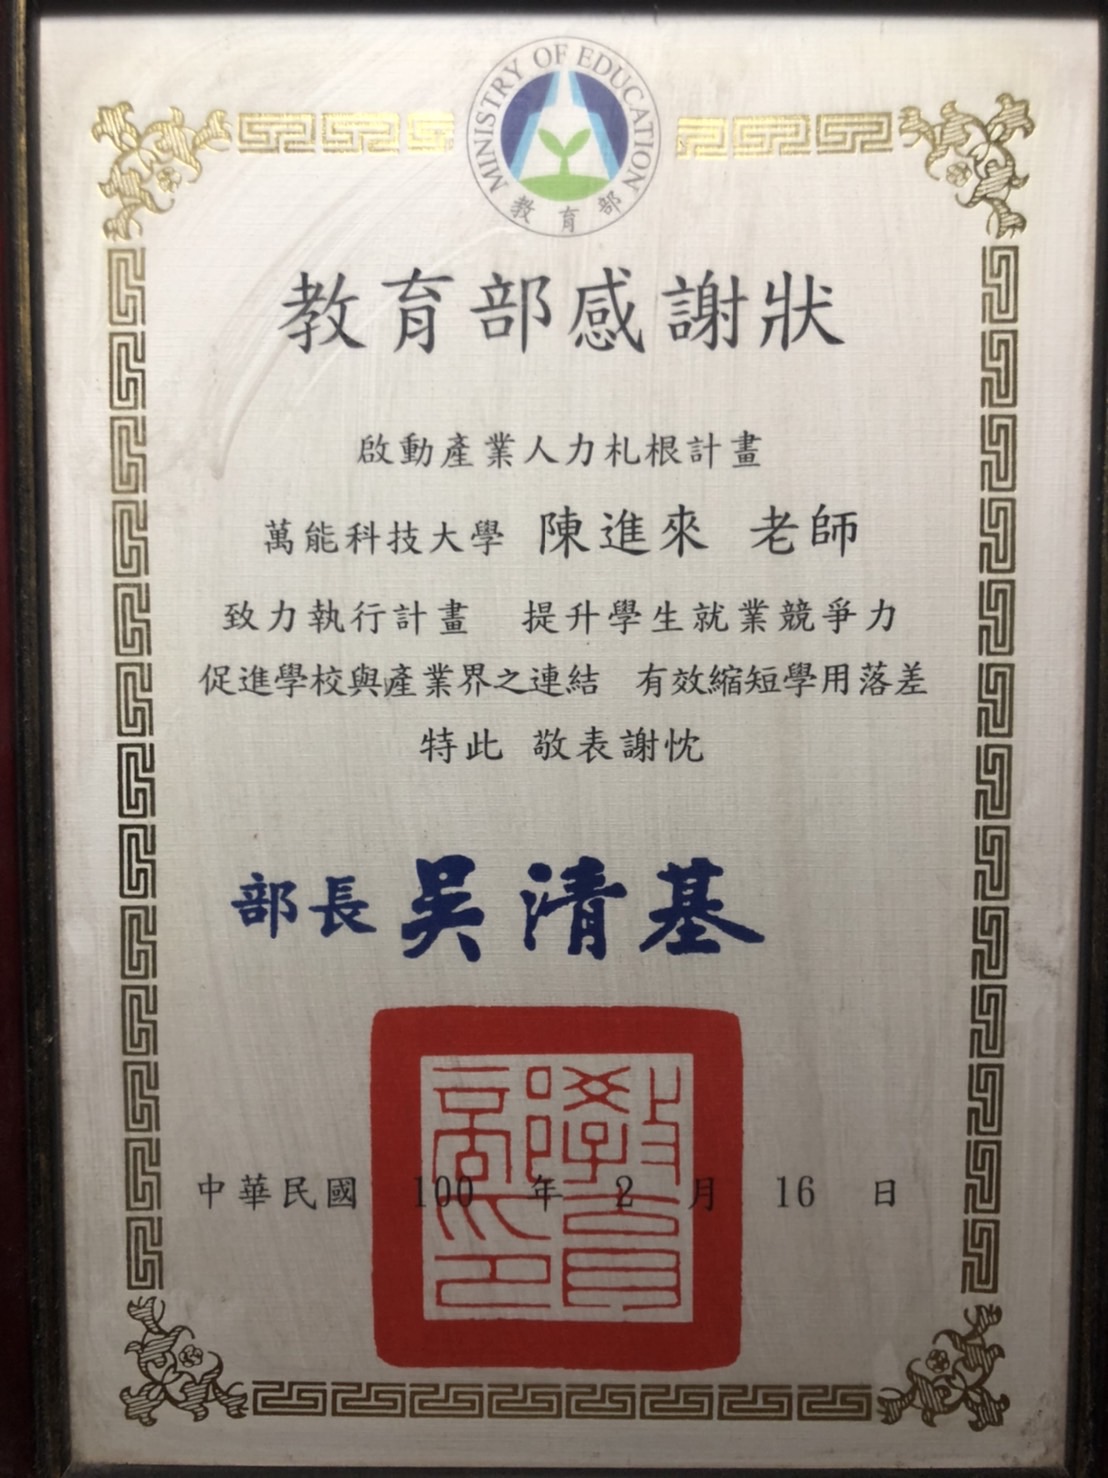 MINISTRY OF EDUCATION
教育部
教育部感謝狀
啟動產業人力札根計畫
萬能科技大學 陳進來 老師
致力執行計畫 提升學生就業競爭力
促進學校與產業界之連結 有效縮短學用落差
特此 敬表謝忱
部長 吳清基
中華民國 100 年 2 月 16 日
教育部印